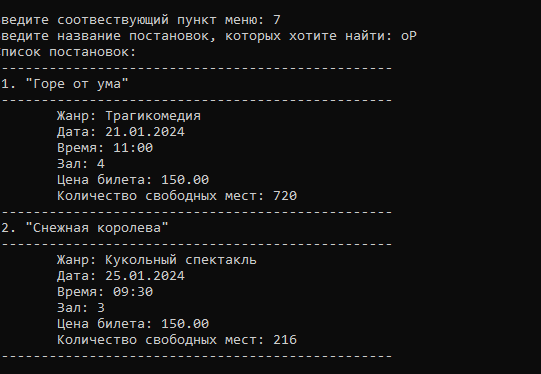 ведите соотвествующий пункт меню: 7
ведите название постановок, которых хотите найти: оР
Список постановок:
-------------------------------------------------
1. "Горе от ума"
-------------------------------------------------
Жанр: Трагикомедия
Дата: 21.01.2024
Время: 11:00
Зал: 4
Цена билета: 150.00
Количество свободных мест: 720
-------------------------------------------------
2. "Снежная королева"
-------------------------------------------------
Жанр: Кукольный спектакль
Дата: 25.01.2024
Время: 09:30
Зал: 3
Цена билета: 150.00
Количество свободных мест: 216
-------------------------------------------------